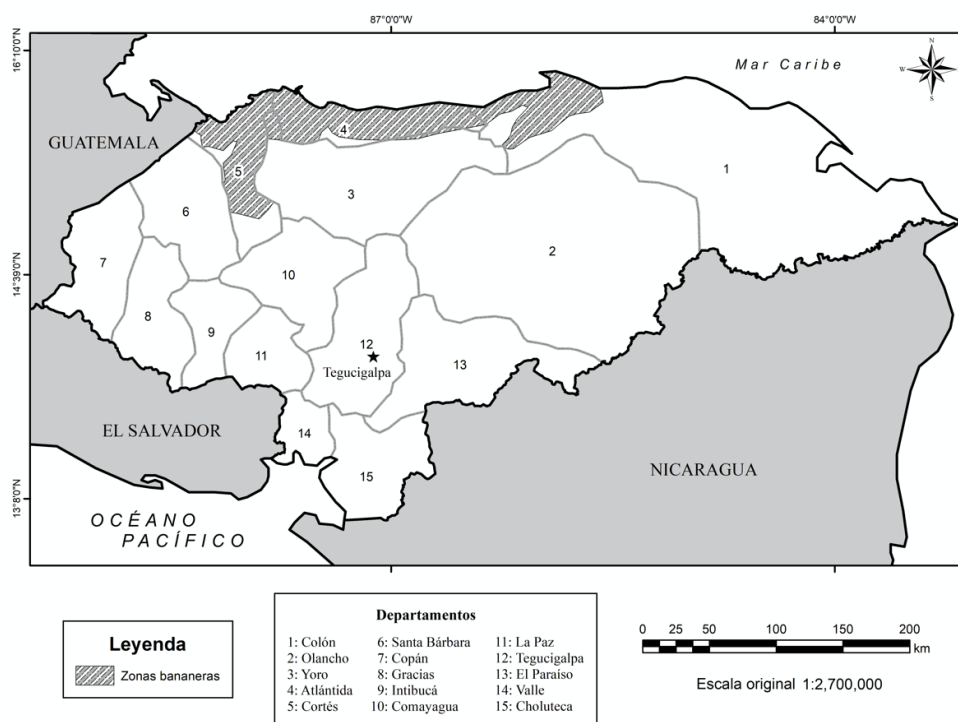 87°0'0"W
84°0'0"W
16°10'0"N
14°39'0"N
13°8'0"N
N
W
E
S
Mar Caribe
GUATEMALA
4
5
1
3
6
2
7
10
8
9
12
11
Tegucigalpa
13
EL SALVADOR
14
NICARAGUA
15
OCÉANO
PACÍFICO
Leyenda
Zonas bananeras
Departamentos
1: Colón
2: Olancho
3: Yoro
4: Atlántida
5: Cortés
6: Santa Bárbara
7: Copán
8: Gracias
9: Intibucá
10: Comayagua
11: La Paz
12: Tegucigalpa
13: El Paraíso
14: Valle
15: Choluteca
0 25 50 100 150 200
km
Escala original 1:2,700,000